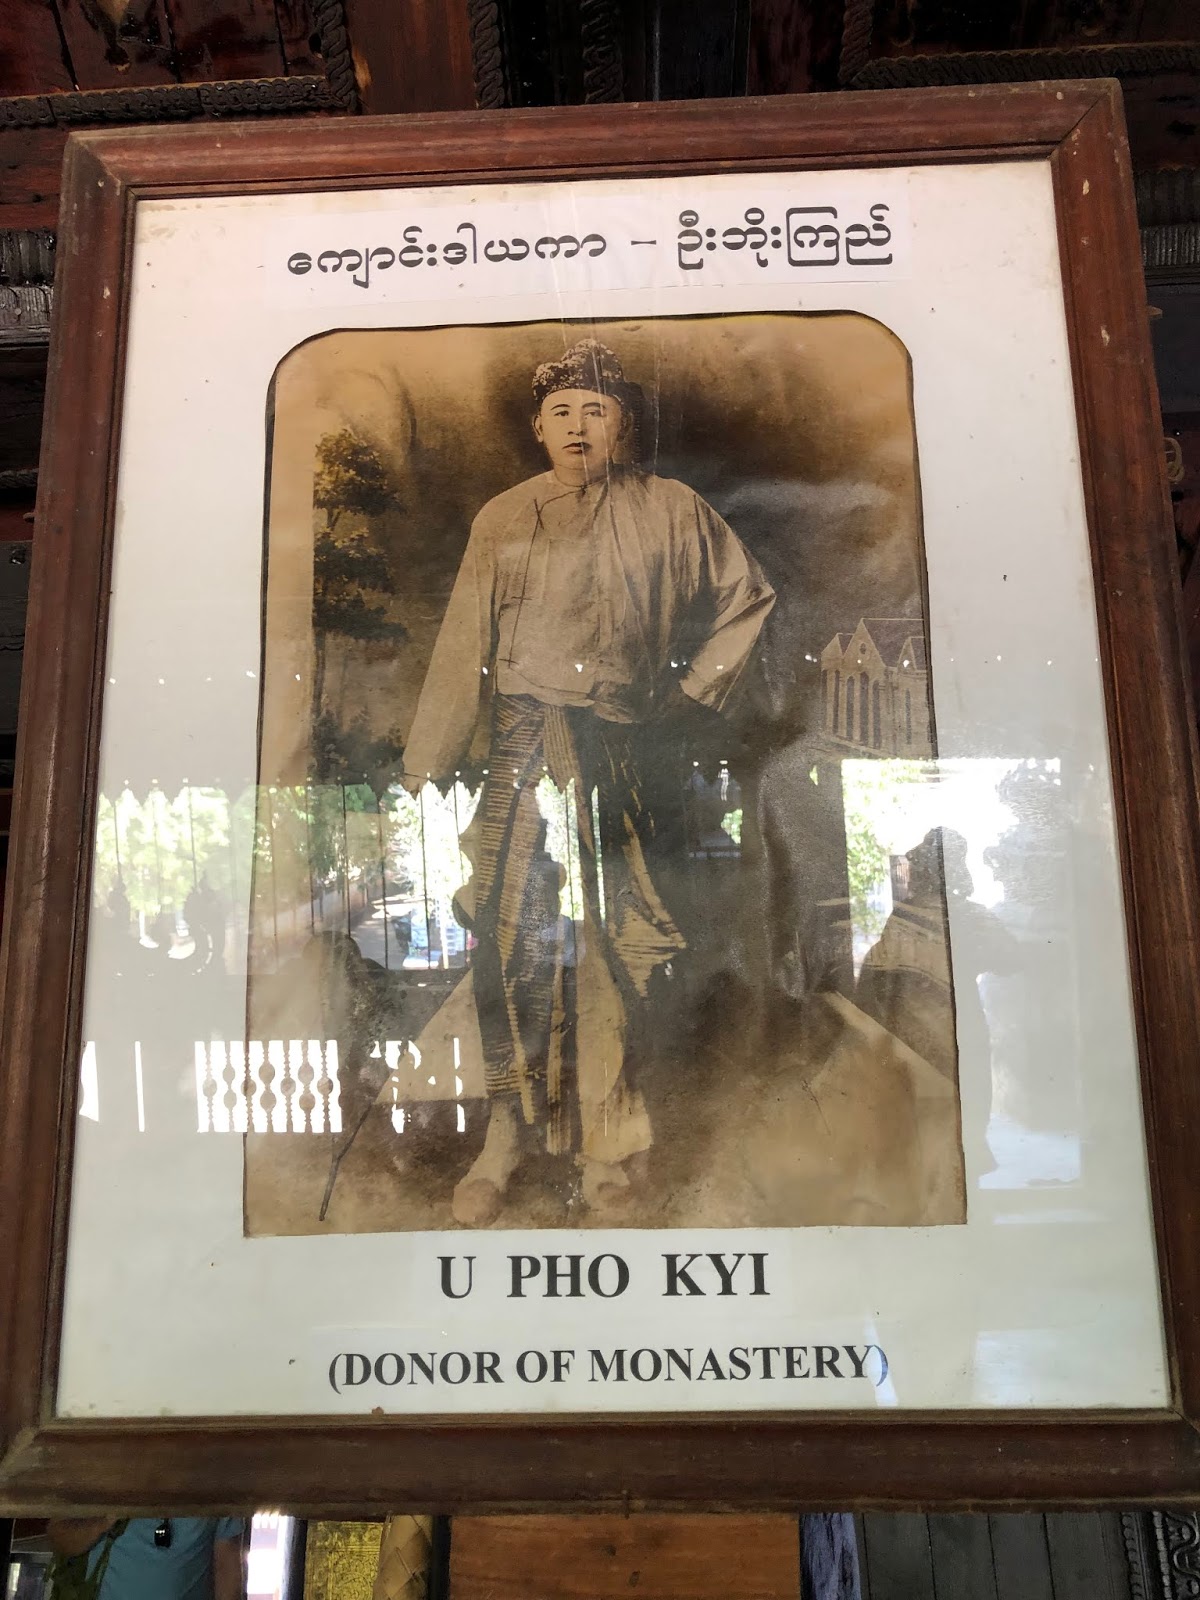 ကျောင်းဒါယကာ - ဦးဘိုးကြည်
U PHO KYI
(DONOR OF MONASTERY)